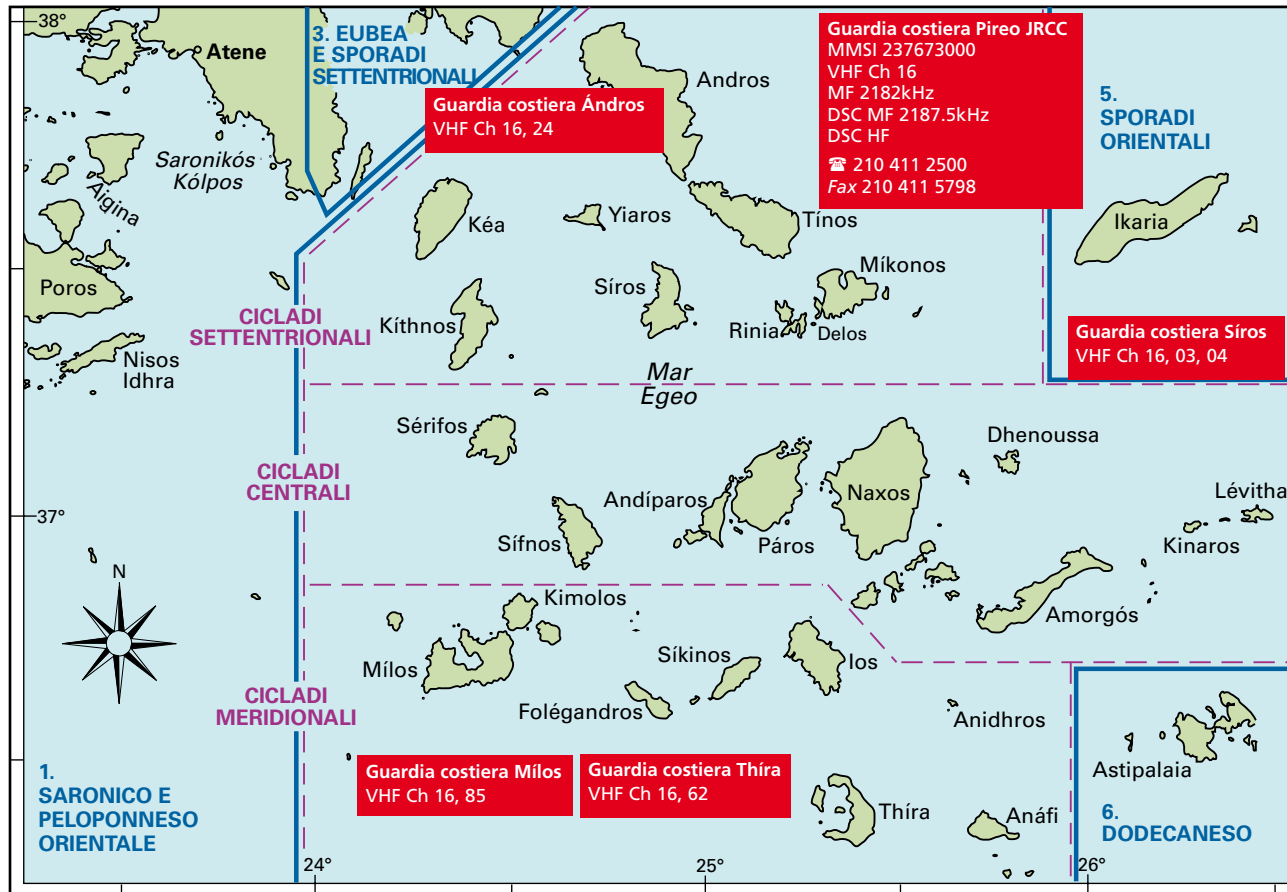 38°
Atene
3. EUBEA
E SPORADI
SETTENTRIONALI
Guardia costiera Ándros
VHF Ch 16, 24
Andros
Guardia costiera Pireo JRCC
MMSI 237673000
VHF Ch 16
MF 2182kHz
DSC MF 2187.5kHz
DSC HF
☎ 210 411 2500
Fax 210 411 5798
5.
SPORADI
ORIENTALI
Saronikós
Kólpos
Aigina
Kéa
Yiaros
Tínos
Ikaria
Poros
Síros
Míkonos
CICLADI
SETTENTRIONALI
Kíthnos
Rinia
Delos
Guardia costiera Síros
VHF Ch 16, 03, 04
Nisos
Idhra
Mar
Egeo
Sérifos
Dhenoussa
CICLADI
CENTRALI
Andíparos
Naxos
Lévitha
37°
Sífnos
Páros
Kinaros
N
Kimolos
Amorgós
Mílos
Síkinos
Ios
CICLADI
MERIDIONALI
Folégandros
Anidhros
Astipalaia
1.
SARONICO E
PELOPONNESO
ORIENTALE
Guardia costiera Mílos
VHF Ch 16, 85
Guardia costiera Thíra
VHF Ch 16, 62
Thíra
Anáfi
6.
DODECANESO
24°
25°
26°